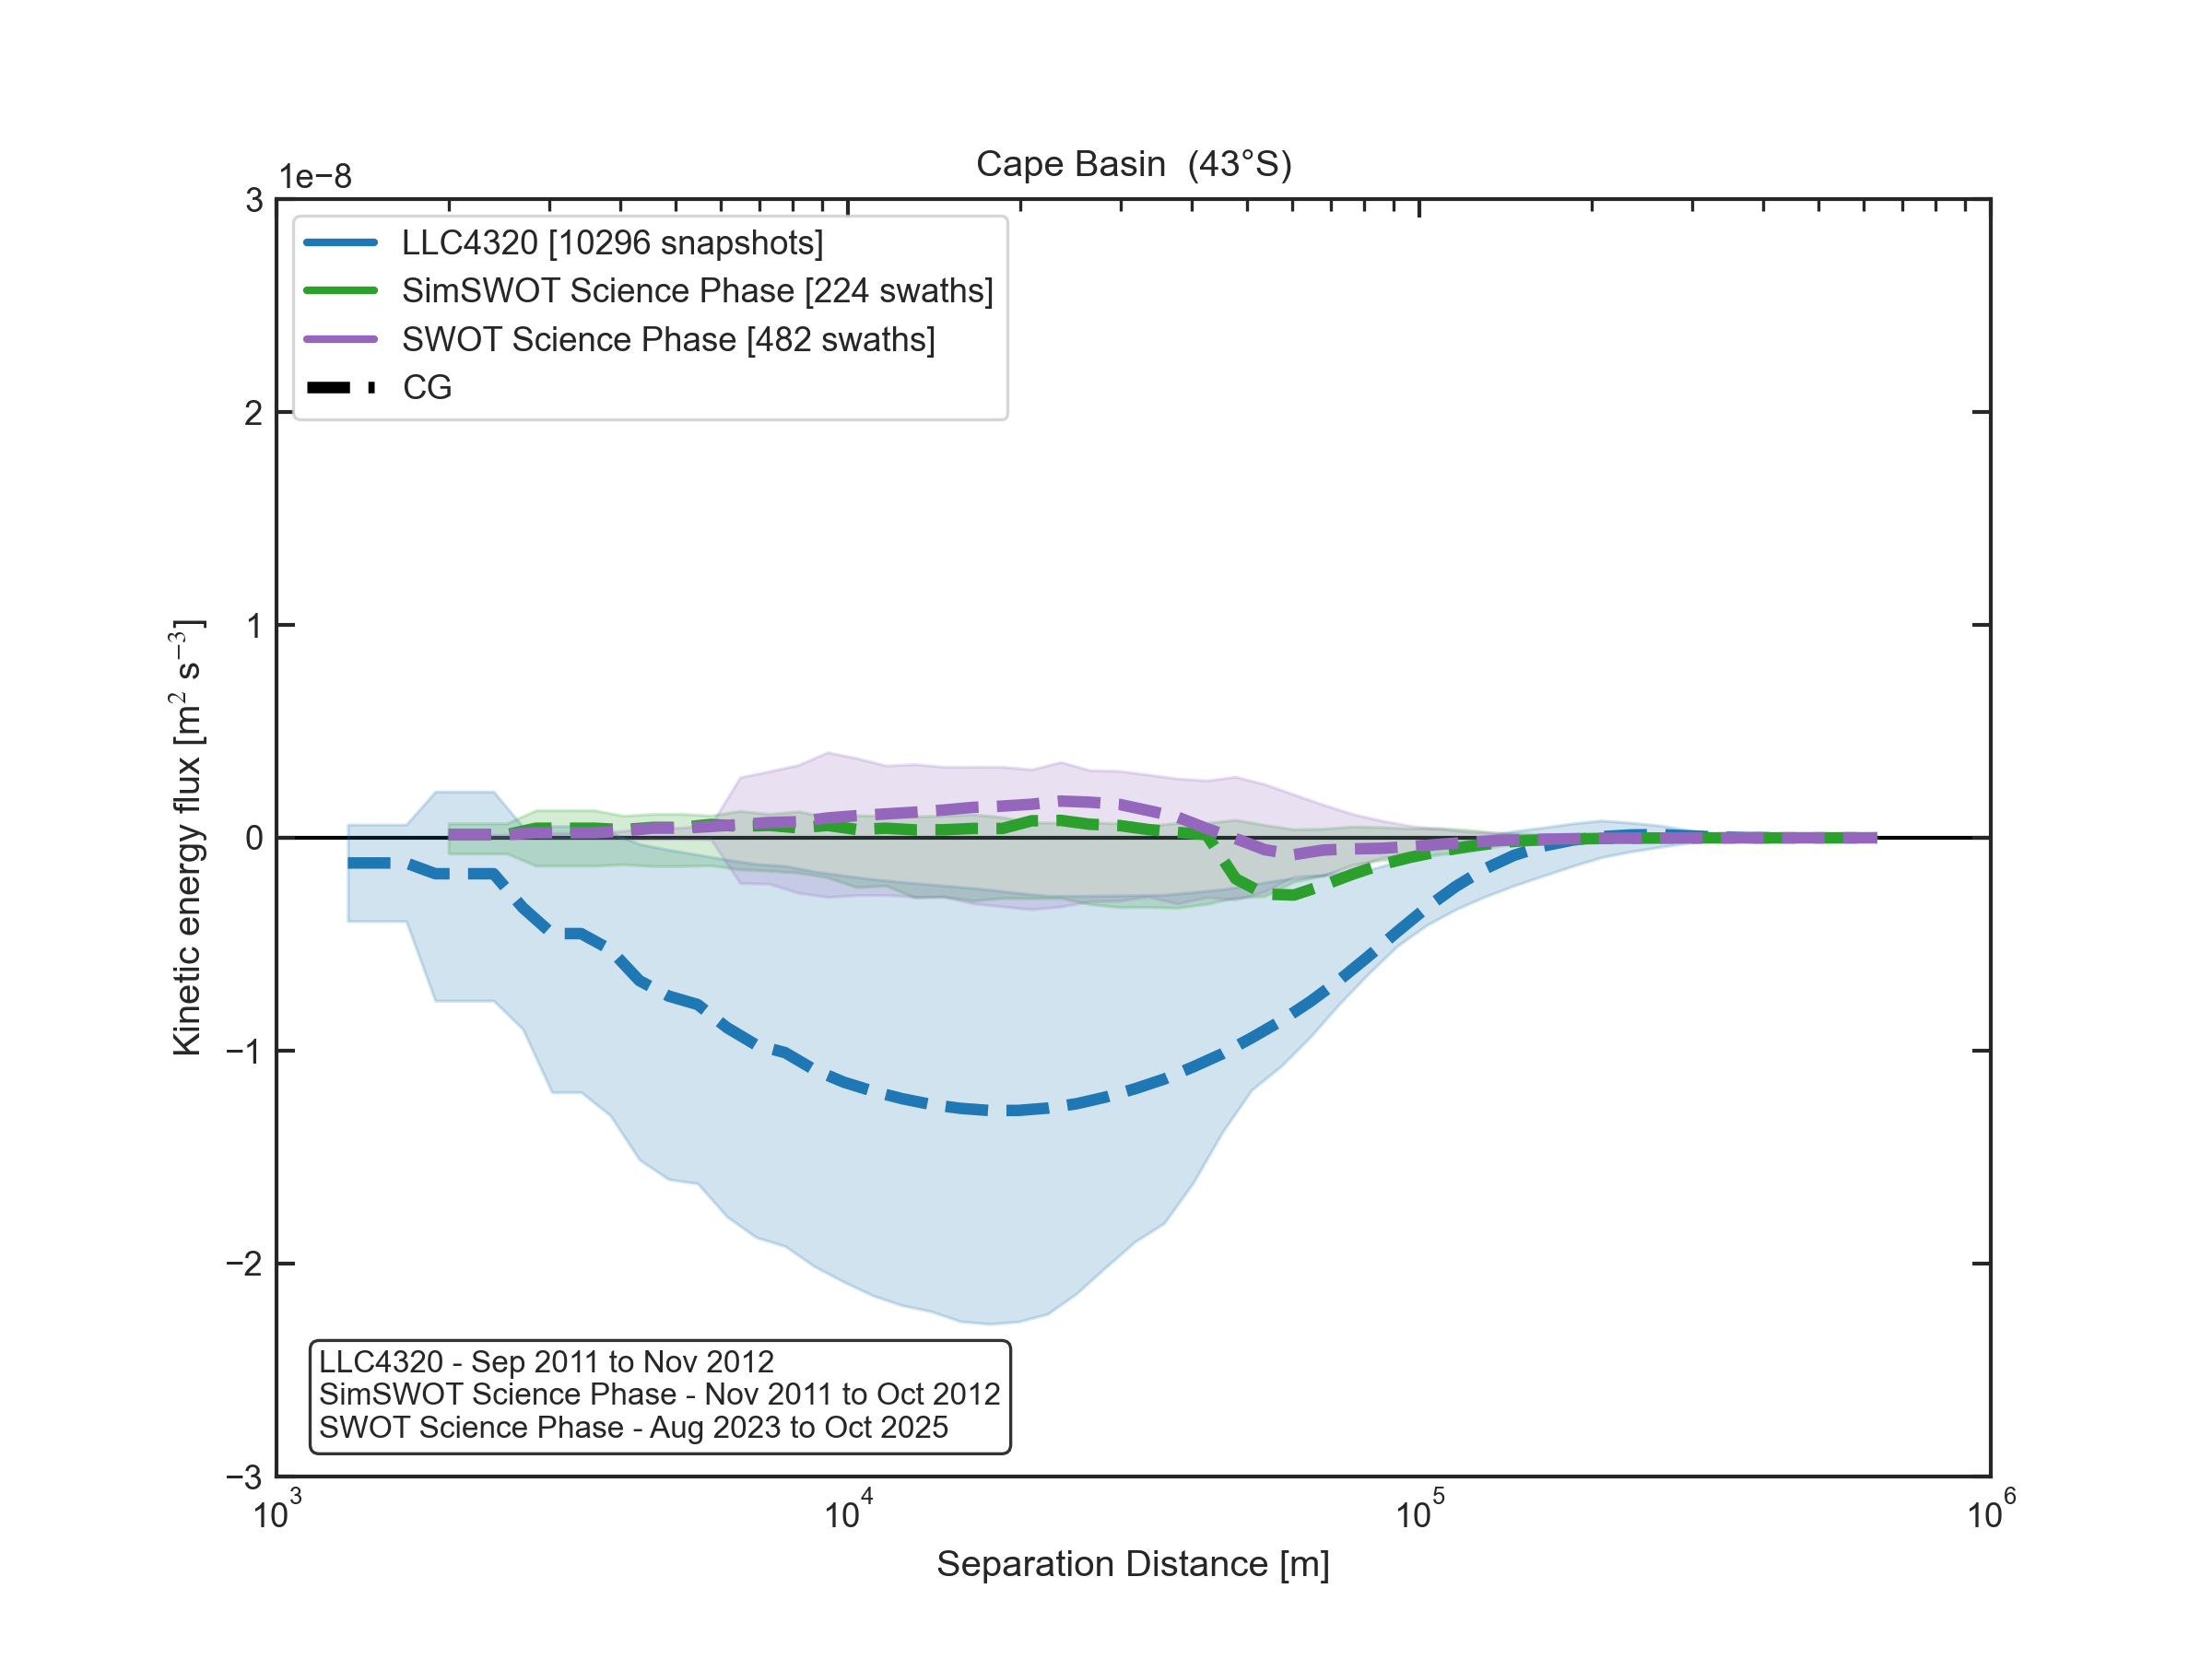 Cape Basin (43°S)
1e−8
3
2
1
0
−1
−2
−3
Kinetic energy flux [m² s⁻³]
LLC4320 [10296 snapshots]
SimSWOT Science Phase [224 swaths]
SWOT Science Phase [482 swaths]
CG
LLC4320 - Sep 2011 to Nov 2012
SimSWOT Science Phase - Nov 2011 to Oct 2012
SWOT Science Phase - Aug 2023 to Oct 2025
10³ 10⁴ 10⁵ 10⁶
Separation Distance [m]